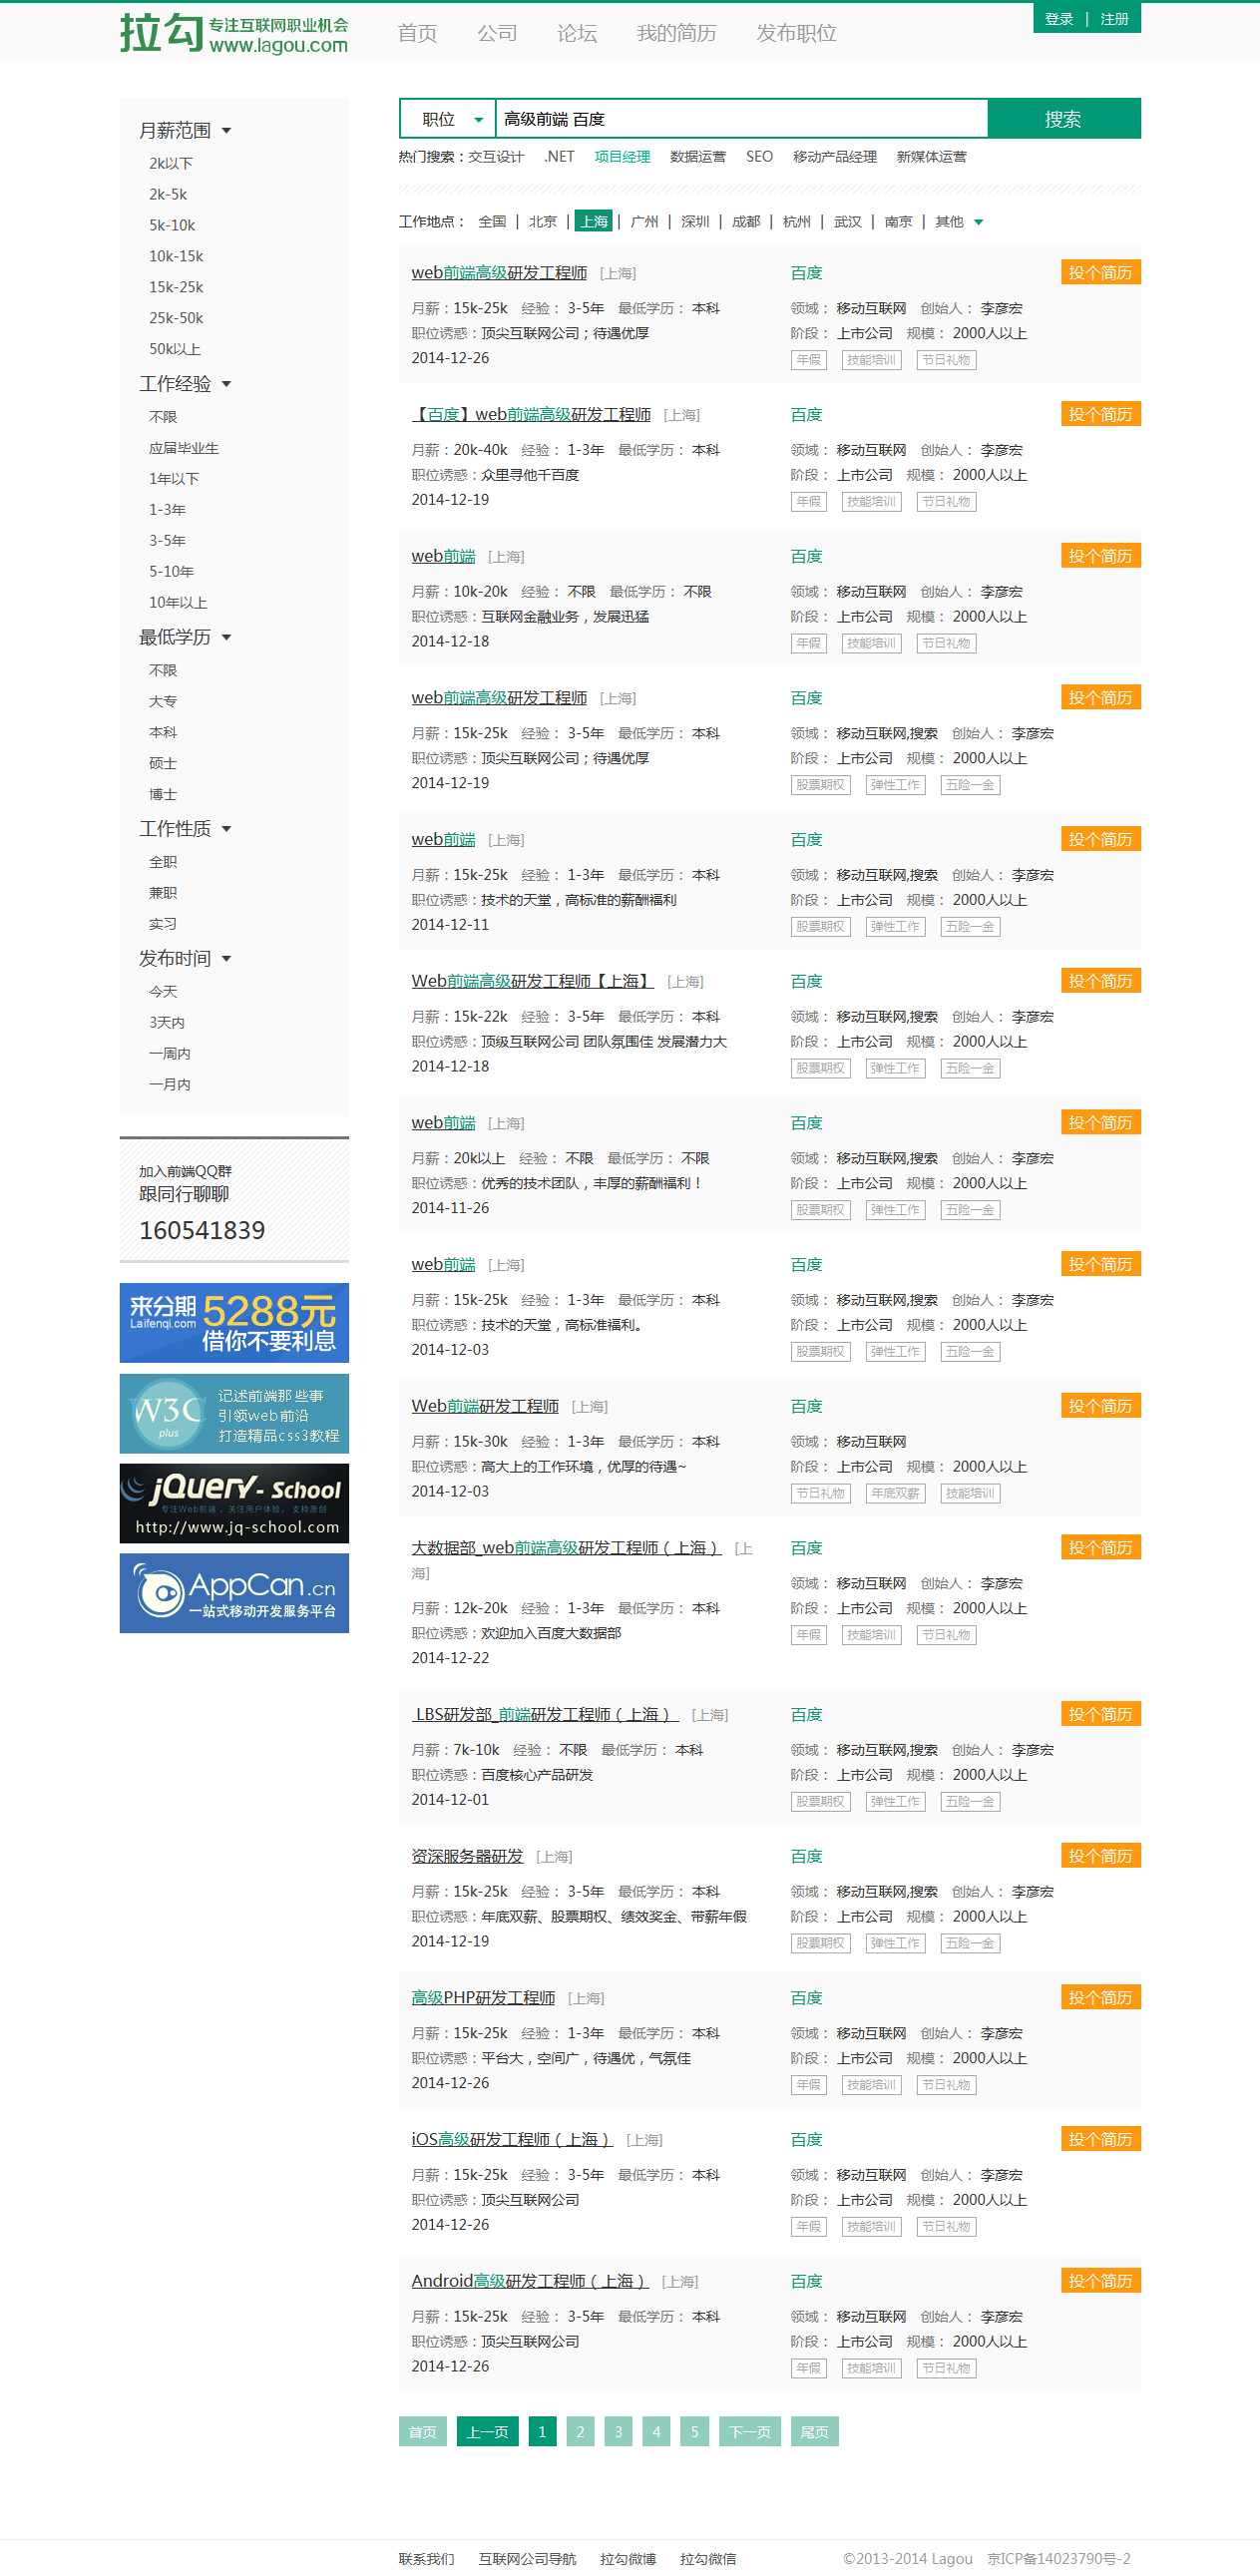 拉勾 专注互联网职业机会
www.lagou.com
首页 公司 论坛 我的简历 发布职位
登录 | 注册
月薪范围
2k以下
2k-5k
5k-10k
10k-15k
15k-25k
25k-50k
50k以上
工作经验
不限
应届毕业生
1年以下
1-3年
3-5年
5-10年
10年以上
最低学历
不限
大专
本科
硕士
博士
工作性质
全职
兼职
实习
发布时间
今天
3天内
一周内
一月内
加入前端QQ群
跟同行聊聊
160541839
来分期 5288元
Laifenqi.com 借你不要利息
W3C plus
记述前端那些事
引领web前沿
打造精品css3教程
jQuery- School
专注Web前端，关注用户体验，支持原创
http://www.jq-school.com
AppCan.cn
一站式移动开发服务平台
职位 高级前端 百度 搜索
热门搜索：交互设计 .NET 项目经理 数据运营 SEO 移动产品经理 新媒体运营
工作地点： 全国 | 北京 | 上海 | 广州 | 深圳 | 成都 | 杭州 | 武汉 | 南京 | 其他
web前端高级研发工程师 [上海] 百度 投个简历
月薪：15k-25k 经验： 3-5年 最低学历： 本科 领域： 移动互联网 创始人： 李彦宏
职位诱惑：顶尖互联网公司；待遇优厚 阶段： 上市公司 规模： 2000人以上
2014-12-26 年假 技能培训 节日礼物
【百度】web前端高级研发工程师 [上海] 百度 投个简历
月薪：20k-40k 经验： 1-3年 最低学历： 本科 领域： 移动互联网 创始人： 李彦宏
职位诱惑：众里寻他千百度 阶段： 上市公司 规模： 2000人以上
2014-12-19 年假 技能培训 节日礼物
web前端 [上海] 百度 投个简历
月薪：10k-20k 经验： 不限 最低学历： 不限 领域： 移动互联网 创始人： 李彦宏
职位诱惑：互联网金融业务，发展迅猛 阶段： 上市公司 规模： 2000人以上
2014-12-18 年假 技能培训 节日礼物
web前端高级研发工程师 [上海] 百度 投个简历
月薪：15k-25k 经验： 3-5年 最低学历： 本科 领域： 移动互联网,搜索 创始人： 李彦宏
职位诱惑：顶尖互联网公司；待遇优厚 阶段： 上市公司 规模： 2000人以上
2014-12-19 股票期权 弹性工作 五险一金
web前端 [上海] 百度 投个简历
月薪：15k-25k 经验： 1-3年 最低学历： 本科 领域： 移动互联网,搜索 创始人： 李彦宏
职位诱惑：技术的天堂，高标准的薪酬福利 阶段： 上市公司 规模： 2000人以上
2014-12-11 股票期权 弹性工作 五险一金
Web前端高级研发工程师【上海】 [上海] 百度 投个简历
月薪：15k-22k 经验： 3-5年 最低学历： 本科 领域： 移动互联网,搜索 创始人： 李彦宏
职位诱惑：顶级互联网公司 团队氛围佳 发展潜力大 阶段： 上市公司 规模： 2000人以上
2014-12-18 股票期权 弹性工作 五险一金
web前端 [上海] 百度 投个简历
月薪：20k以上 经验： 不限 最低学历： 不限 领域： 移动互联网,搜索 创始人： 李彦宏
职位诱惑：优秀的技术团队，丰厚的薪酬福利！ 阶段： 上市公司 规模： 2000人以上
2014-11-26 股票期权 弹性工作 五险一金
web前端 [上海] 百度 投个简历
月薪：15k-25k 经验： 1-3年 最低学历： 本科 领域： 移动互联网,搜索 创始人： 李彦宏
职位诱惑：技术的天堂，高标准福利。 阶段： 上市公司 规模： 2000人以上
2014-12-03 股票期权 弹性工作 五险一金
Web前端研发工程师 [上海] 百度 投个简历
月薪：15k-30k 经验： 1-3年 最低学历： 本科 领域： 移动互联网
职位诱惑：高大上的工作环境，优厚的待遇~ 阶段： 上市公司 规模： 2000人以上
2014-12-03 节日礼物 年底双薪 技能培训
大数据部_web前端高级研发工程师（上海） [上 百度 投个简历
海]
月薪：12k-20k 经验： 1-3年 最低学历： 本科 领域： 移动互联网 创始人： 李彦宏
职位诱惑：欢迎加入百度大数据部 阶段： 上市公司 规模： 2000人以上
2014-12-22 年假 技能培训 节日礼物
LBS研发部_前端研发工程师（上海） [上海] 百度 投个简历
月薪：7k-10k 经验： 不限 最低学历： 本科 领域： 移动互联网,搜索 创始人： 李彦宏
职位诱惑：百度核心产品研发 阶段： 上市公司 规模： 2000人以上
2014-12-01 股票期权 弹性工作 五险一金
资深服务器研发 [上海] 百度 投个简历
月薪：15k-25k 经验： 3-5年 最低学历： 本科 领域： 移动互联网,搜索 创始人： 李彦宏
职位诱惑：年底双薪、股票期权、绩效奖金、带薪年假 阶段： 上市公司 规模： 2000人以上
2014-12-19 股票期权 弹性工作 五险一金
高级PHP研发工程师 [上海] 百度 投个简历
月薪：15k-25k 经验： 1-3年 最低学历： 本科 领域： 移动互联网 创始人： 李彦宏
职位诱惑：平台大，空间广，待遇优，气氛佳 阶段： 上市公司 规模： 2000人以上
2014-12-26 年假 技能培训 节日礼物
iOS高级研发工程师（上海） [上海] 百度 投个简历
月薪：15k-25k 经验： 3-5年 最低学历： 本科 领域： 移动互联网 创始人： 李彦宏
职位诱惑：顶尖互联网公司 阶段： 上市公司 规模： 2000人以上
2014-12-26 年假 技能培训 节日礼物
Android高级研发工程师（上海） [上海] 百度 投个简历
月薪：15k-25k 经验： 3-5年 最低学历： 本科 领域： 移动互联网 创始人： 李彦宏
职位诱惑：顶尖互联网公司 阶段： 上市公司 规模： 2000人以上
2014-12-26 年假 技能培训 节日礼物
首页 上一页 1 2 3 4 5 下一页 尾页
联系我们 互联网公司导航 拉勾微博 拉勾微信 ©2013-2014 Lagou 京ICP备14023790号-2